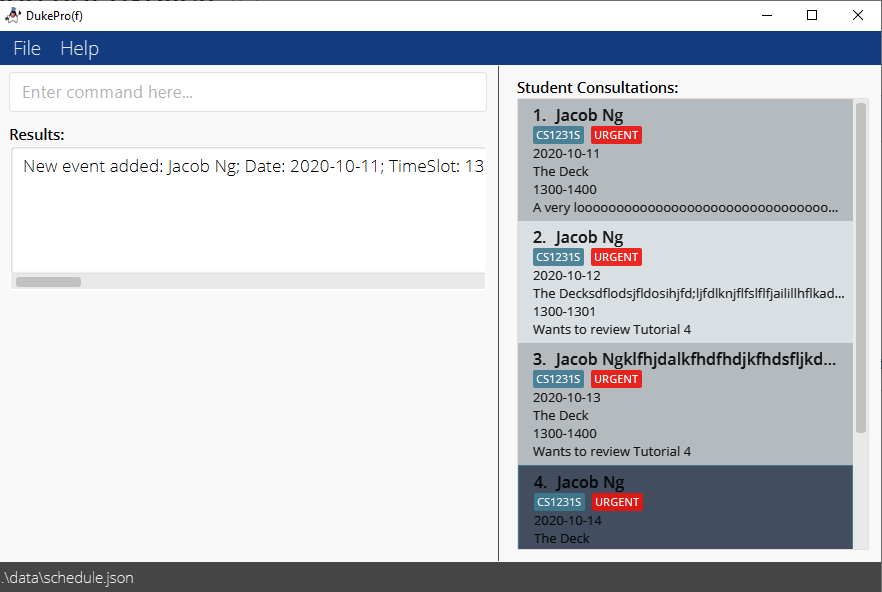 DukePro(f)
File Help
Enter command here...
Results:
New event added: Jacob Ng; Date: 2020-10-11; TimeSlot: 13
Student Consultations:
1. Jacob Ng
CS1231S URGENT
2020-10-11
The Deck
1300-1400
A very looooooooooooooooooooooooooooooo...
2. Jacob Ng
CS1231S URGENT
2020-10-12
The Decksdflodsjfldosihjfd;ljfdlknjflfslflfjailillhflkad...
1300-1301
Wants to review Tutorial 4
3. Jacob Ngklfhjdalkfhdfhdjkfhdsfljkd...
CS1231S URGENT
2020-10-13
The Deck
1300-1400
Wants to review Tutorial 4
4. Jacob Ng
CS1231S URGENT
2020-10-14
The Deck
.\data\schedule.json